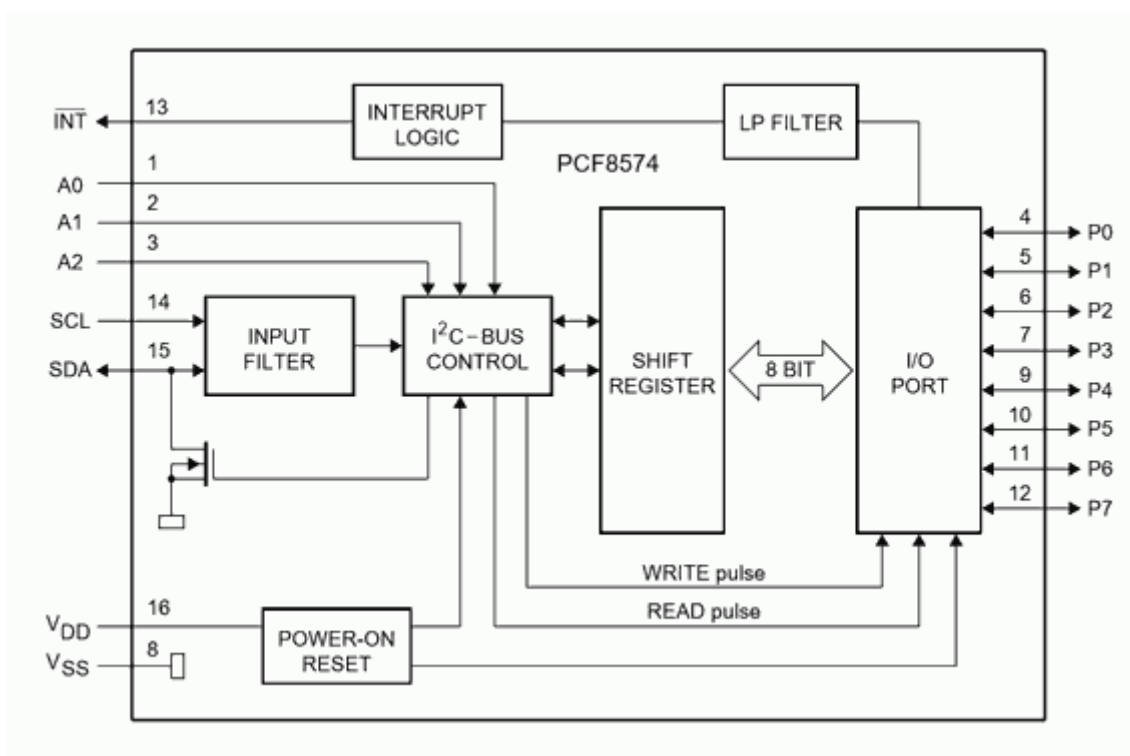 13
INTERRUPT
LOGIC
LP FILTER
INT
1
PCF8574
A0
2
A1
3
A2
4
P0
5
P1
6
P2
7
P3
9
P4
10
P5
11
P6
12
P7
14
SCL
15
SDA
INPUT
FILTER
I²C–BUS
CONTROL
SHIFT
REGISTER
8 BIT
I/O
PORT
WRITE pulse
READ pulse
16
VDD
8
VSS
POWER-ON
RESET